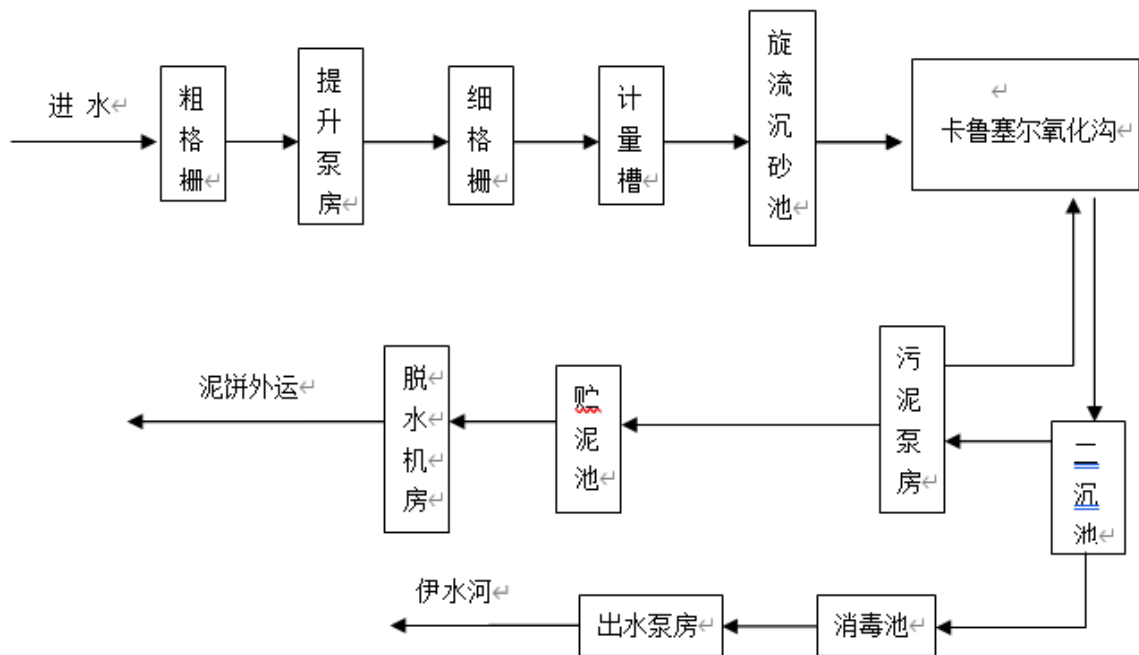 进 水
粗格栅
提升泵房
细格栅
计量槽
旋流沉砂池
卡鲁塞尔氧化沟
泥饼外运
脱水机房
贮泥池
污泥泵房
二沉池
伊水河
出水泵房
消毒池